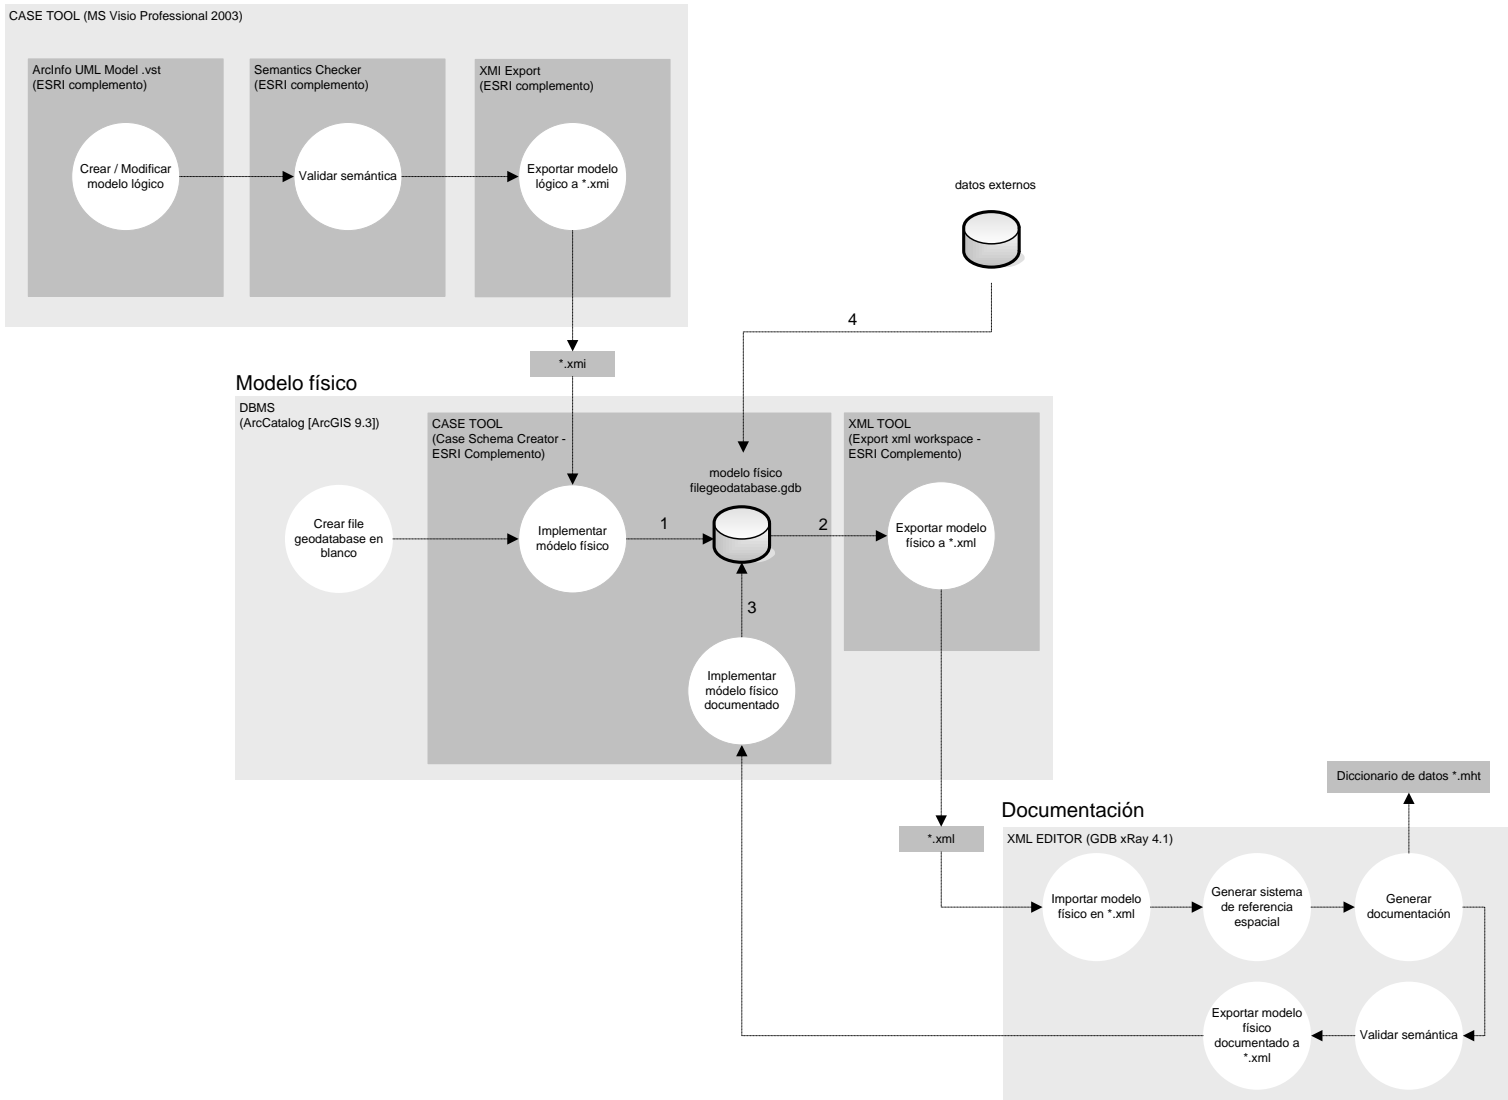 CASE TOOL (MS Visio Professional 2003)
ArcInfo UML Model .vst
(ESRI complemento)
Semantics Checker
(ESRI complemento)
XMI Export
(ESRI complemento)
Crear / Modificar
modelo lógico
Validar semántica
Exportar modelo
lógico a *.xmi
datos externos
4
*.xmi
Modelo físico
DBMS
(ArcCatalog [ArcGIS 9.3])
CASE TOOL
(Case Schema Creator -
ESRI Complemento)
XML TOOL
(Export xml workspace -
ESRI Complemento)
modelo físico
filegeodatabase.gdb
Crear file
geodatabase en
blanco
Implementar
módelo físico
1
2
Exportar modelo
físico a *.xml
3
Implementar
módelo físico
documentado
Diccionario de datos *.mht
Documentación
*.xml
XML EDITOR (GDB xRay 4.1)
Importar modelo
físico en *.xml
Generar sistema
de referencia
espacial
Generar
documentación
Exportar modelo
físico
documentado a
*.xml
Validar semántica